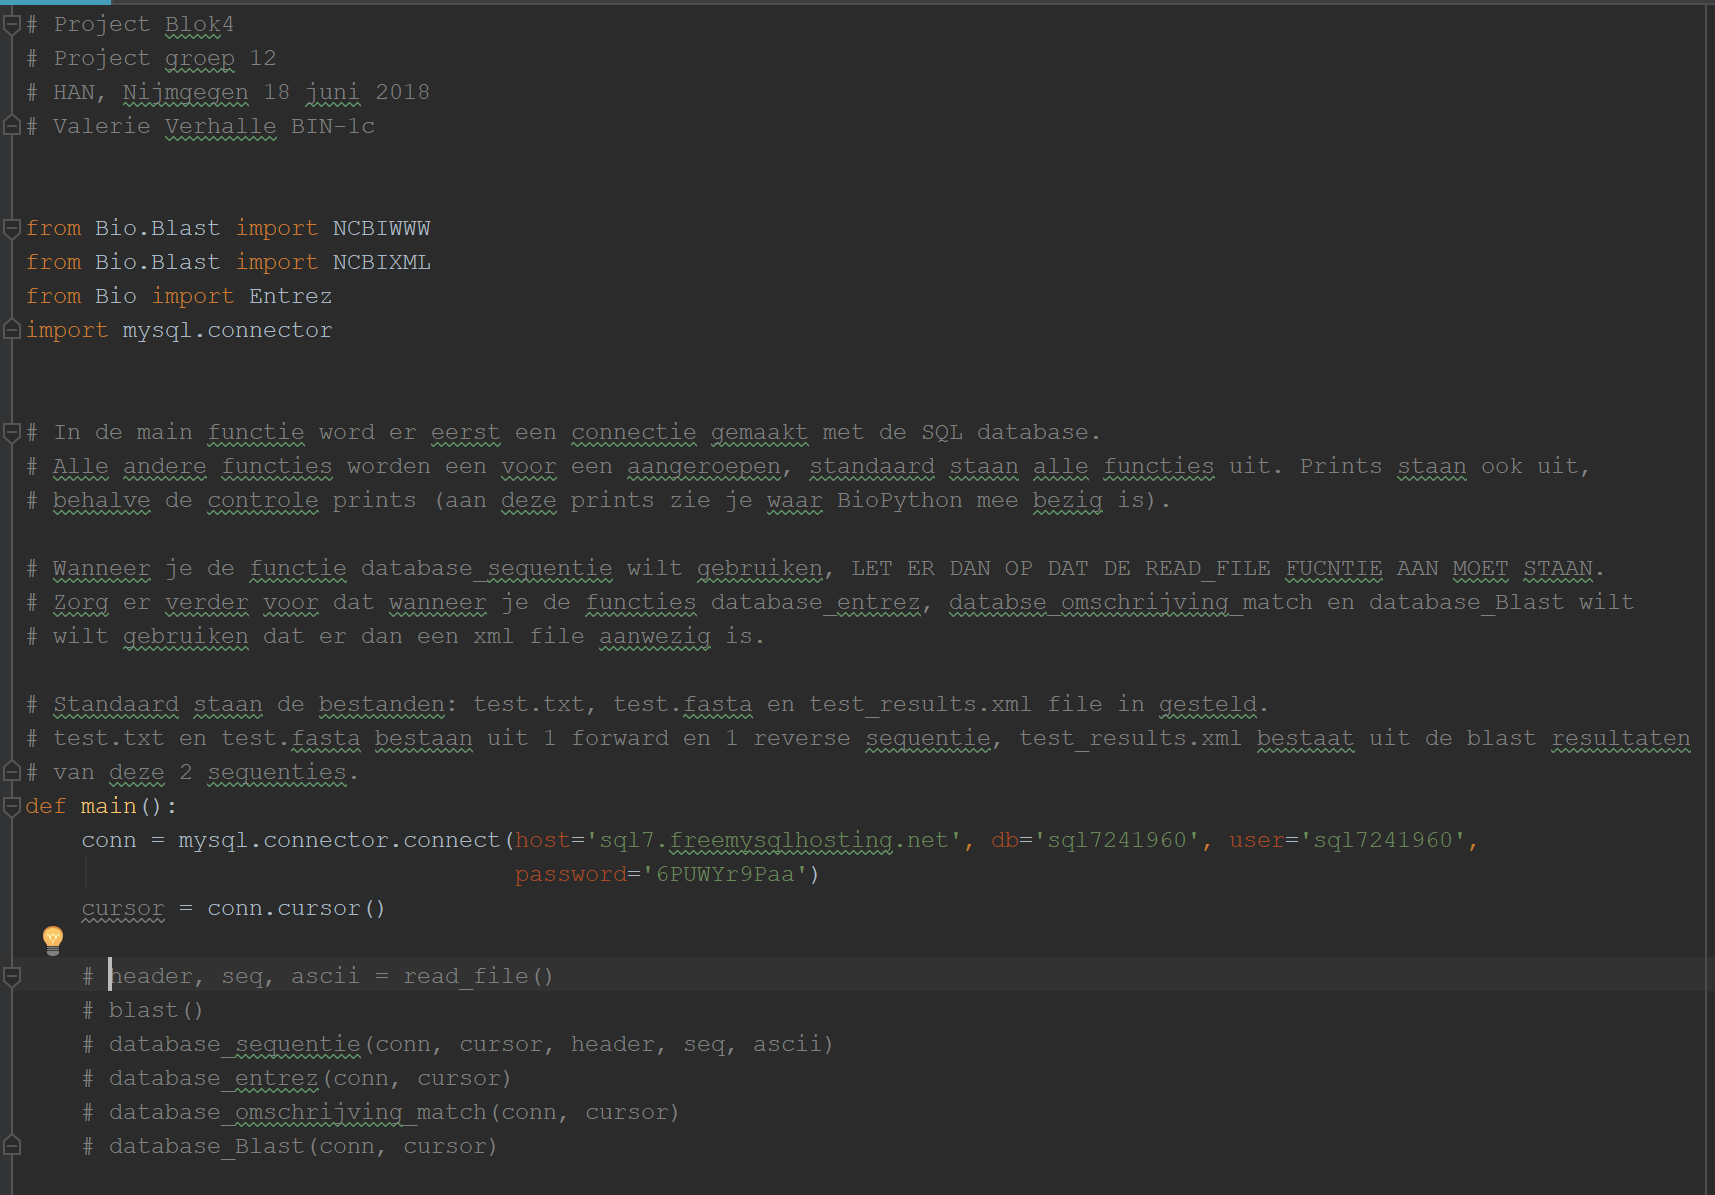 # Project Blok4
# Project groep 12
# HAN, Nijmgegen 18 juni 2018
# Valerie Verhalle BIN-1c
from Bio.Blast import NCBIWWW
from Bio.Blast import NCBIXML
from Bio import Entrez
import mysql.connector
# In de main functie word er eerst een connectie gemaakt met de SQL database.
# Alle andere functies worden een voor een aangeroepen, standaard staan alle functies uit. Prints staan ook uit,
# behalve de controle prints (aan deze prints zie je waar BioPython mee bezig is).
# Wanneer je de functie database_sequentie wilt gebruiken, LET ER DAN OP DAT DE READ_FILE FUCNTIE AAN MOET STAAN.
# Zorg er verder voor dat wanneer je de functies database_entrez, databse_omschrijving_match en database_Blast wilt
# wilt gebruiken dat er dan een xml file aanwezig is.
# Standaard staan de bestanden: test.txt, test.fasta en test_results.xml file in gesteld.
# test.txt en test.fasta bestaan uit 1 forward en 1 reverse sequentie, test_results.xml bestaat uit de blast resultaten
# van deze 2 sequenties.
def main():
    conn = mysql.connector.connect(host='sql7.freemysqlhosting.net', db='sql7241960', user='sql7241960',
                                   password='6PUWYr9Paa')
    cursor = conn.cursor()
    # header, seq, ascii = read_file()
    # blast()
    # database_sequentie(conn, cursor, header, seq, ascii)
    # database_entrez(conn, cursor)
    # database_omschrijving_match(conn, cursor)
    # database_Blast(conn, cursor)